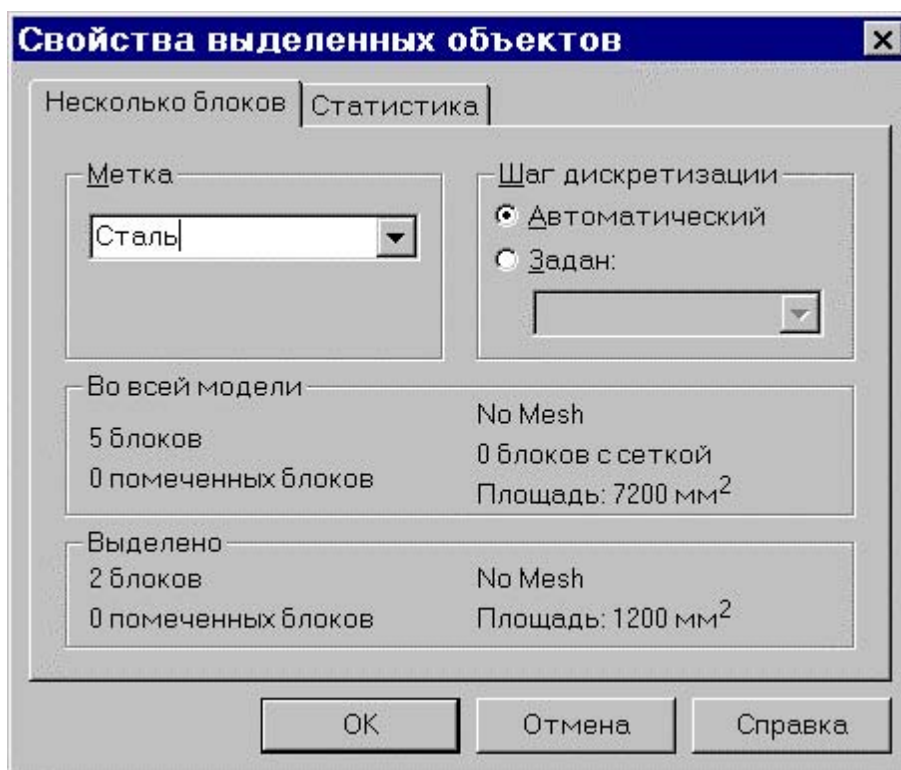 Свойства выделенных объектов
Несколько блоков
Статистика
Метка
Сталь
Шаг дискретизации
Автоматический
Задан:
Во всей модели
5 блоков
0 помеченных блоков
No Mesh
0 блоков с сеткой
Площадь: 7200 мм2
Выделено
2 блоков
0 помеченных блоков
No Mesh
Площадь: 1200 мм2
OK
Отмена
Справка